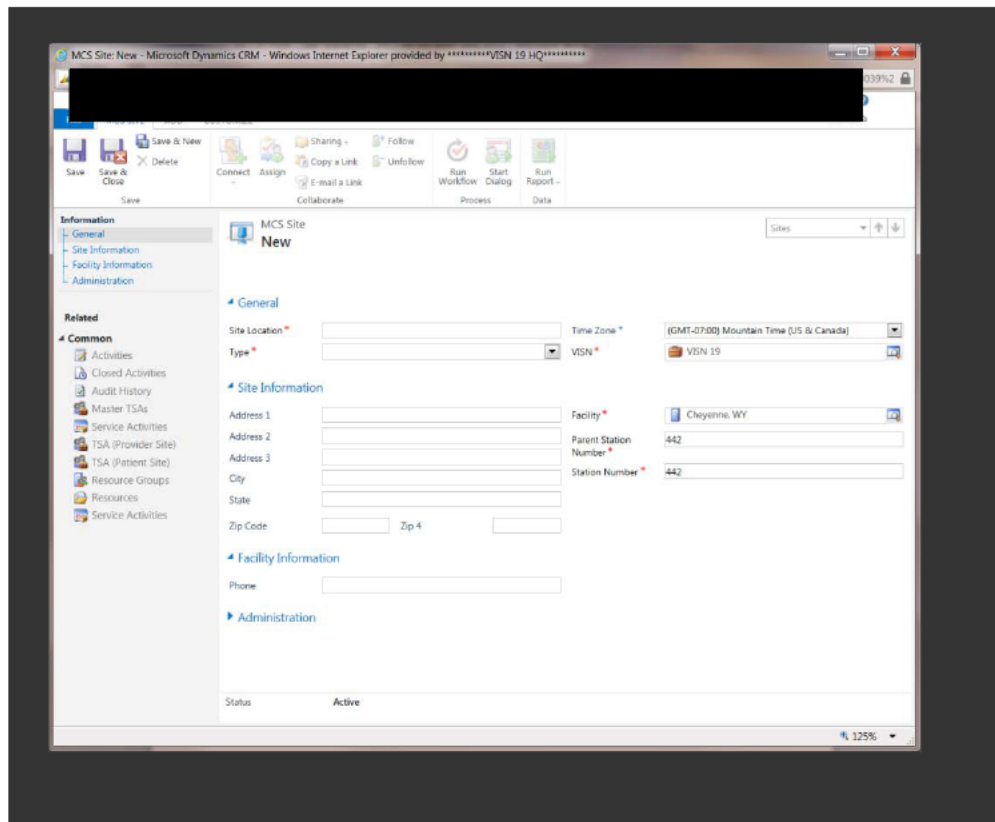 MCS Site: New - Microsoft Dynamics CRM - Windows Internet Explorer provided by **********VISN 19 HQ**********
039%2
Save
Save & Close
Save & New
Delete
Save
Connect
Assign
Sharing
Copy a Link
E-mail a Link
Follow
Unfollow
Collaborate
Run Workflow
Start Dialog
Process
Run Report
Data
Information
General
Site Information
Facility Information
Administration
Related
Common
Activities
Closed Activities
Audit History
Master TSAs
Service Activities
TSA (Provider Site)
TSA (Patient Site)
Resource Groups
Resources
Service Activities
MCS Site
New
Sites
General
Site Location *
Time Zone * (GMT-07:00) Mountain Time (US & Canada)
Type *
VISN * VISN 19
Site Information
Address 1
Facility * Cheyenne, WY
Address 2
Parent Station Number * 442
Address 3
City
Station Number * 442
State
Zip Code Zip 4
Facility Information
Phone
Administration
Status Active
125%